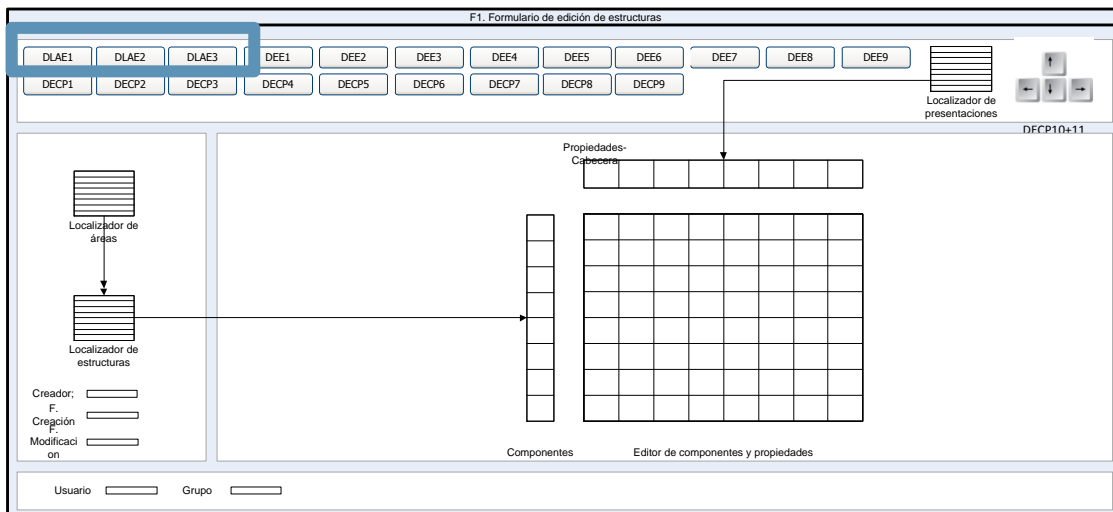 F1. Formulario de edición de estructuras
DLAE1 DLAE2 DLAE3 DEE1 DEE2 DEE3 DEE4 DEE5 DEE6 DEE7 DEE8 DEE9
DECP1 DECP2 DECP3 DECP4 DECP5 DECP6 DECP7 DECP8 DECP9
Localizador de
presentaciones
DECP10+11
Propiedades-
Cabecera
Localizador de
áreas
Localizador de
estructuras
Creador;
F.
Creación
F.
Modificaci
on
Componentes
Editor de componentes y propiedades
Usuario
Grupo